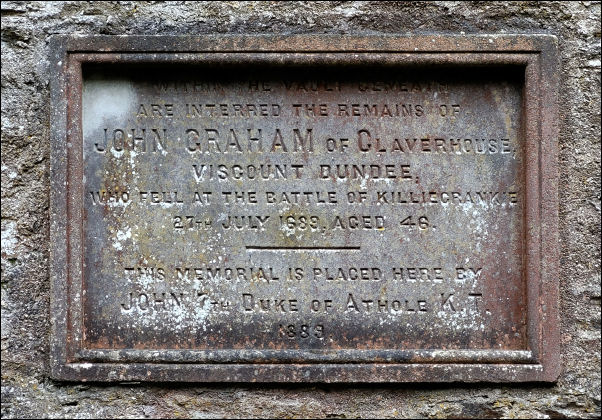 WITHIN THE VAULT BENEATH
ARE INTERRED THE REMAINS OF
JOHN GRAHAM OF CLAVERHOUSE,
VISCOUNT DUNDEE,
WHO FELL AT THE BATTLE OF KILLIECRANKIE
27TH JULY 1689, AGED 46.
THIS MEMORIAL IS PLACED HERE BY
JOHN 7TH DUKE OF ATHOLE K.T.
1889